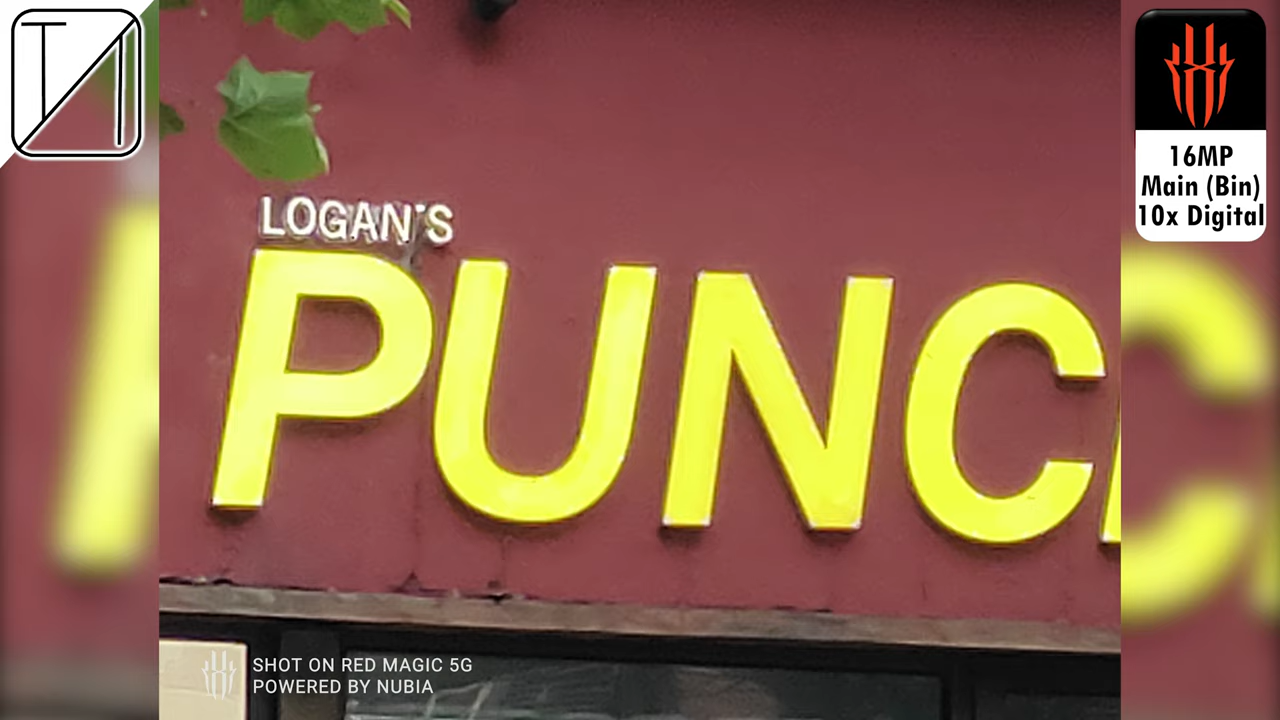 16MP
Main (Bin)
10x Digital
LOGAN'S
PUNC
SHOT ON RED MAGIC 5G
POWERED BY NUBIA